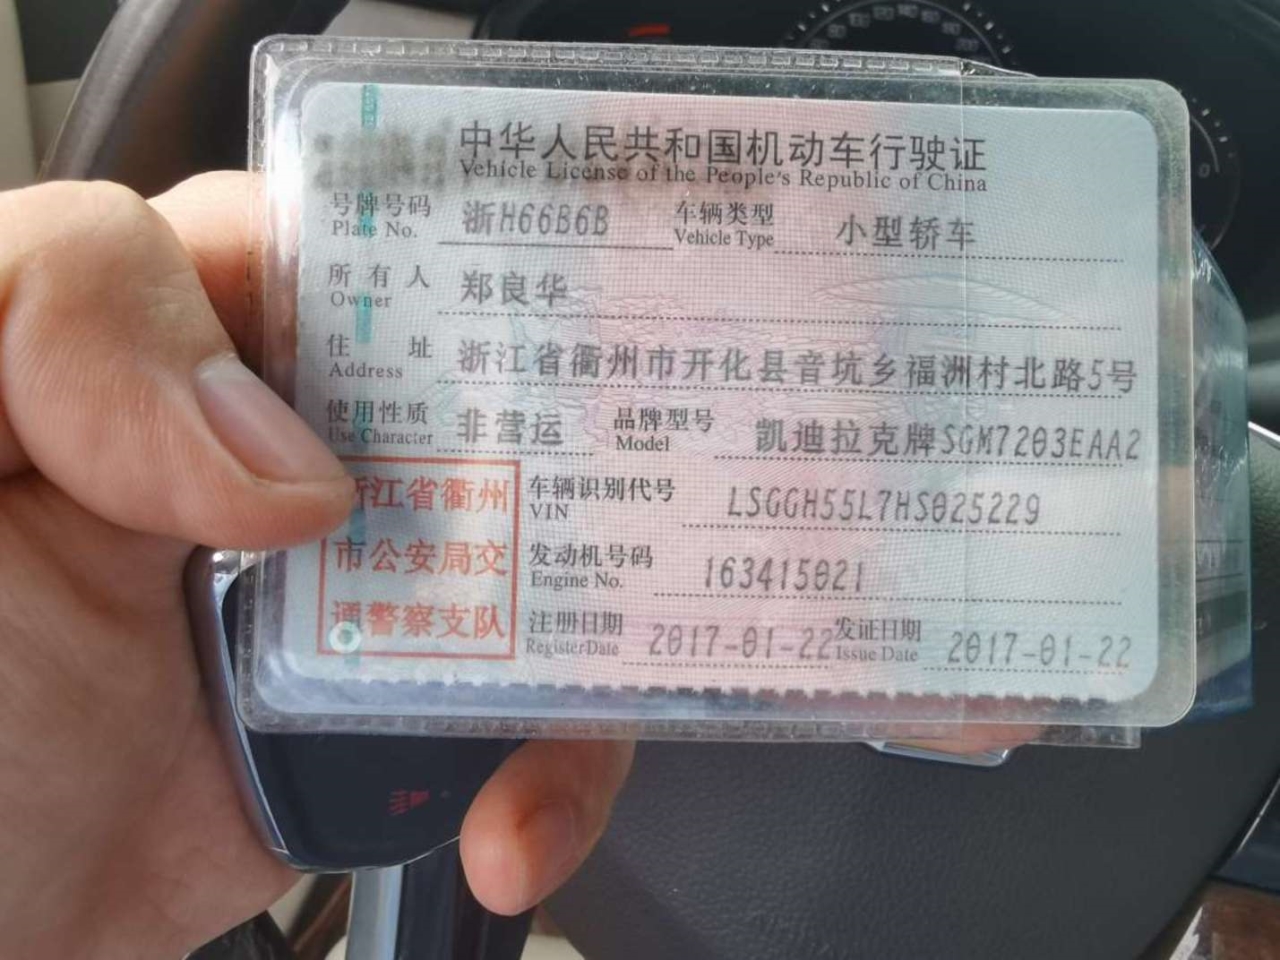 中华人民共和国机动车行驶证
Vehicle License of the People's Republic of China
号牌号码 浙H66B6B 车辆类型 小型轿车
Plate No. Vehicle Type
所有人 郑良华
Owner
住址 浙江省衢州市开化县音坑乡福洲村北路5号
Address
使用性质 非营运 品牌型号 凯迪拉克牌SGM7203EAA2
Use Character Model
浙江省衢州
市公安局交
通警察支队
车辆识别代号 LSGGH55L7HS025229
VIN
发动机号码 163415021
Engine No.
注册日期 2017-01-22 发证日期 2017-01-22
Register Date Issue Date